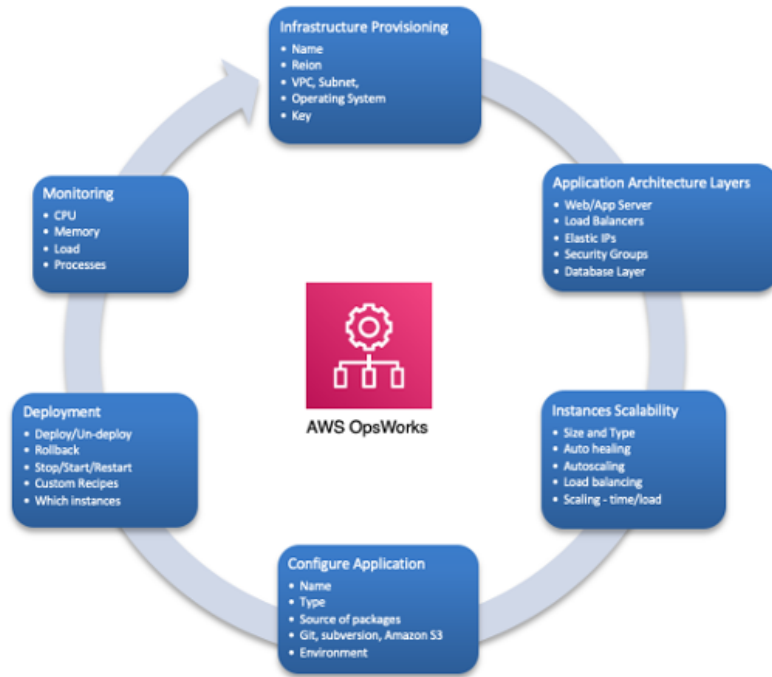 Infrastructure Provisioning
• Name
• Reion
• VPC, Subnet,
• Operating System
• Key
Application Architecture Layers
• Web/App Server
• Load Balancers
• Elastic IPs
• Security Groups
• Database Layer
Instances Scalability
• Size and Type
• Auto healing
• Autoscaling
• Load balancing
• Scaling - time/load
Configure Application
• Name
• Type
• Source of packages
• Git, subversion, Amazon S3
• Environment
Deployment
• Deploy/Un-deploy
• Rollback
• Stop/Start/Restart
• Custom Recipes
• Which instances
Monitoring
• CPU
• Memory
• Load
• Processes
AWS OpsWorks